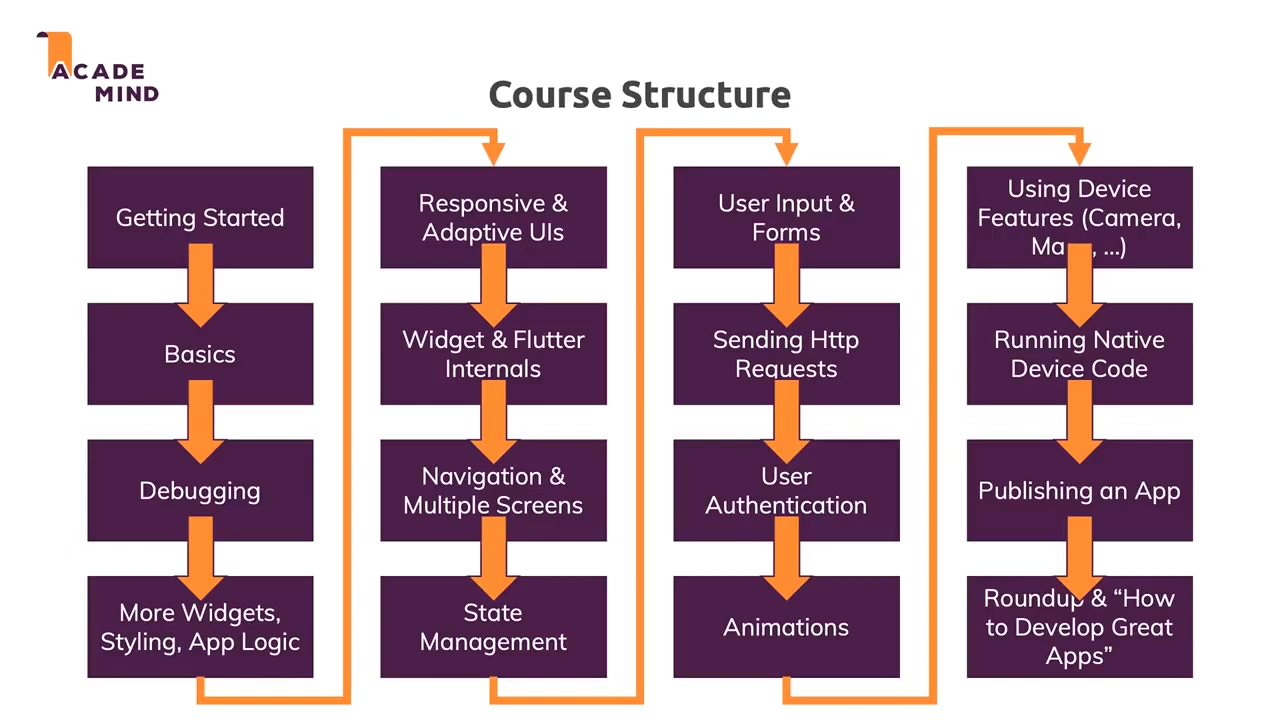 ACADE
MIND
Course Structure
Getting Started
Basics
Debugging
More Widgets,
Styling, App Logic
Responsive &
Adaptive UIs
Widget & Flutter
Internals
Navigation &
Multiple Screens
State
Management
User Input &
Forms
Sending Http
Requests
User
Authentication
Animations
Using Device
Features (Camera,
, ...)
Running Native
Device Code
Publishing an App
Roundup & “How
to Develop Great
Apps”